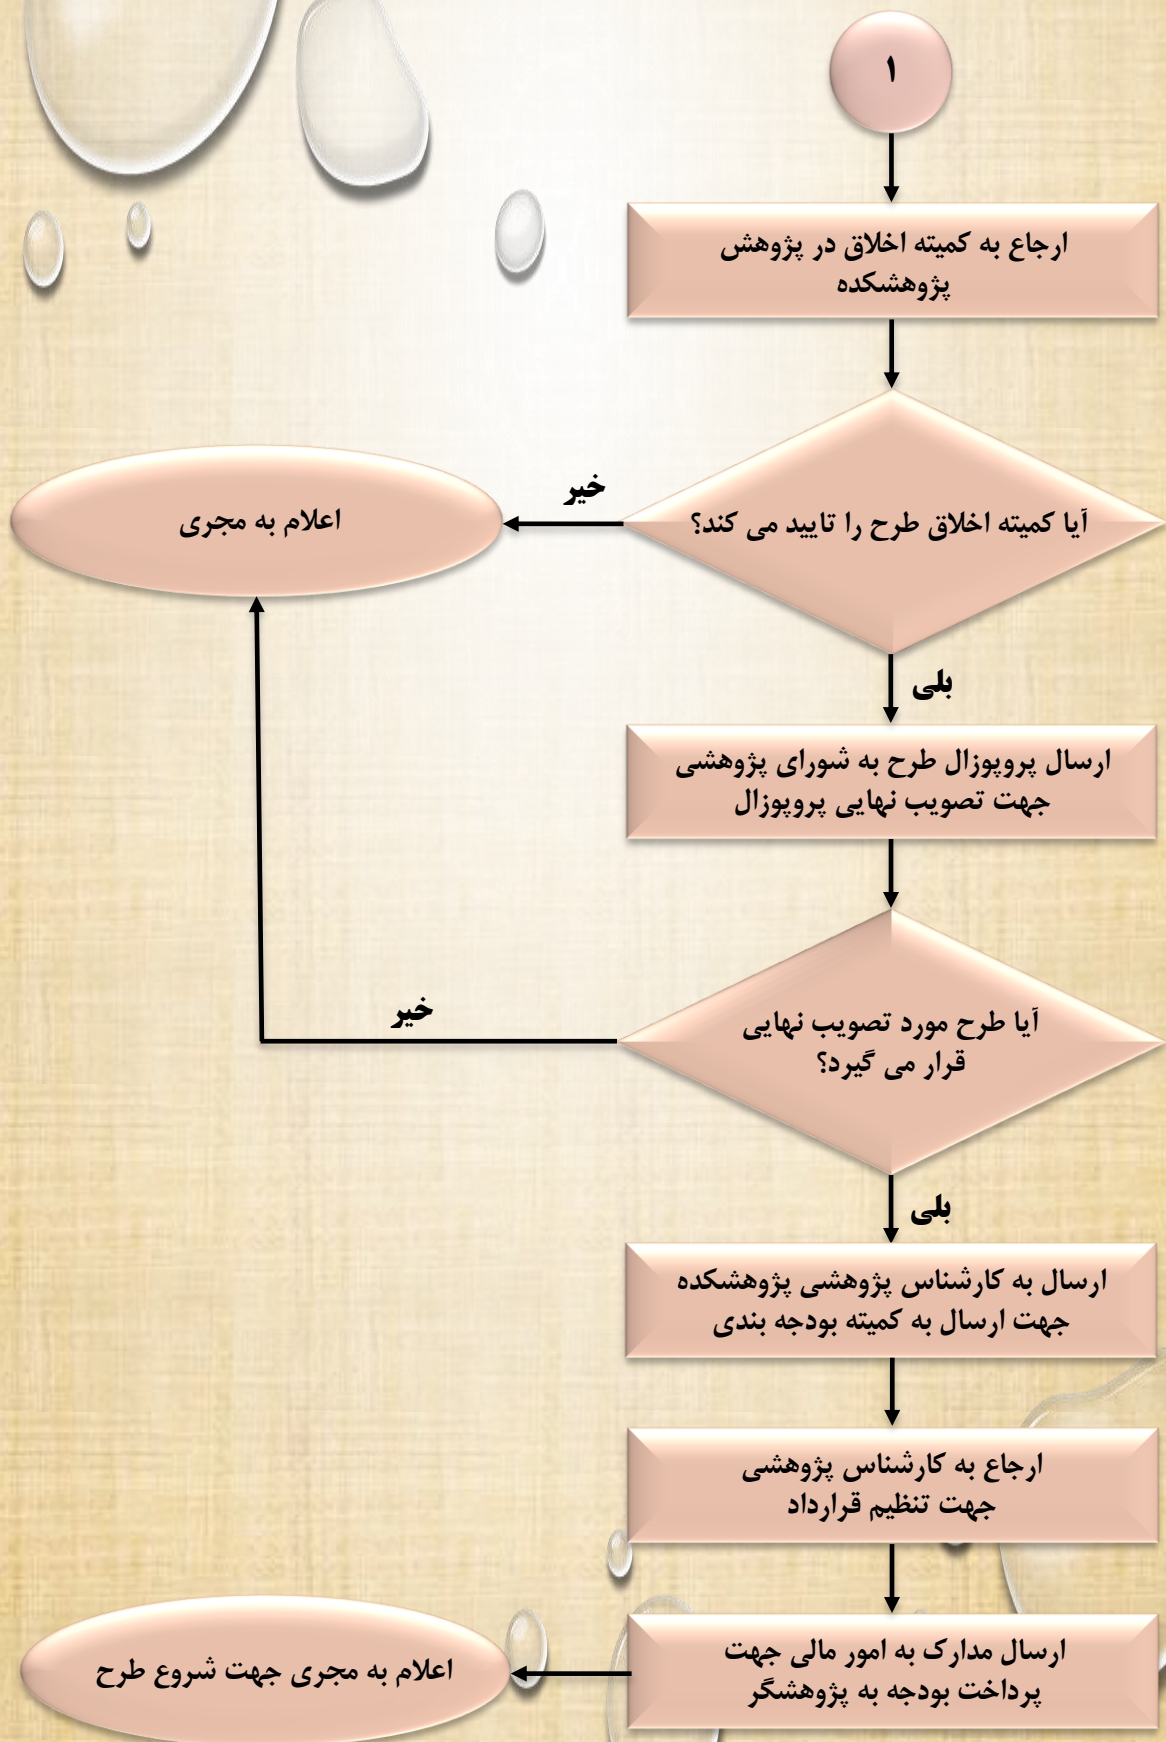 ۱
ارجاع به کمیته اخلاق در پژوهش
پژوهشکده
آیا کمیته اخلاق طرح را تایید می کند؟
خیر
اعلام به مجری
بلی
ارسال پروپوزال طرح به شورای پژوهشی
جهت تصویب نهایی پروپوزال
آیا طرح مورد تصویب نهایی
قرار می گیرد؟
خیر
بلی
ارسال به کارشناس پژوهشی پژوهشکده
جهت ارسال به کمیته بودجه بندی
ارجاع به کارشناس پژوهشی
جهت تنظیم قرارداد
ارسال مدارک به امور مالی جهت
پرداخت بودجه به پژوهشگر
اعلام به مجری جهت شروع طرح